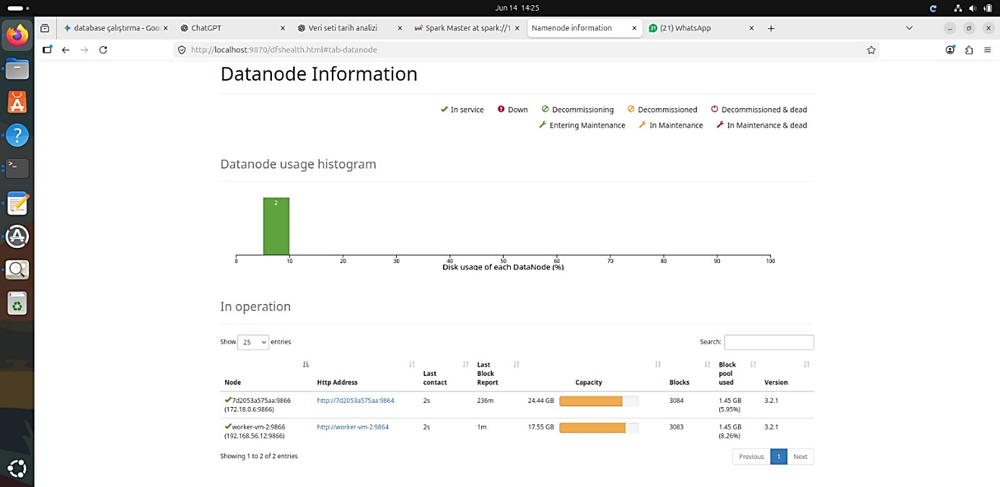 Jun 14 14:25
database çalıştırma - Goo
ChatGPT
Veri seti tarih analizi
Spark Master at spark://1
Namenode information
(21) WhatsApp
http://localhost:9870/dfshealth.html#tab-datanode
Datanode Information
In service
Down
Decommissioning
Decommissioned
Decommissioned & dead
Entering Maintenance
In Maintenance
In Maintenance & dead
Datanode usage histogram
2
0 10 20 30 40 50 60 70 80 90 100
Disk usage of each DataNode (%)
In operation
Show 25 entries
Search:
Node
Http Address
Last contact
Last Block Report
Capacity
Blocks
Block pool used
Version
7d2053a575aa:9866 (172.18.0.6:9866)
http://7d2053a575aa:9864
2s
236m
24.44 GB
3084
1.45 GB (5.95%)
3.2.1
worker-vm-2:9866 (192.168.56.12:9866)
http://worker-vm-2:9864
2s
1m
17.55 GB
3083
1.45 GB (8.26%)
3.2.1
Showing 1 to 2 of 2 entries
Previous 1 Next